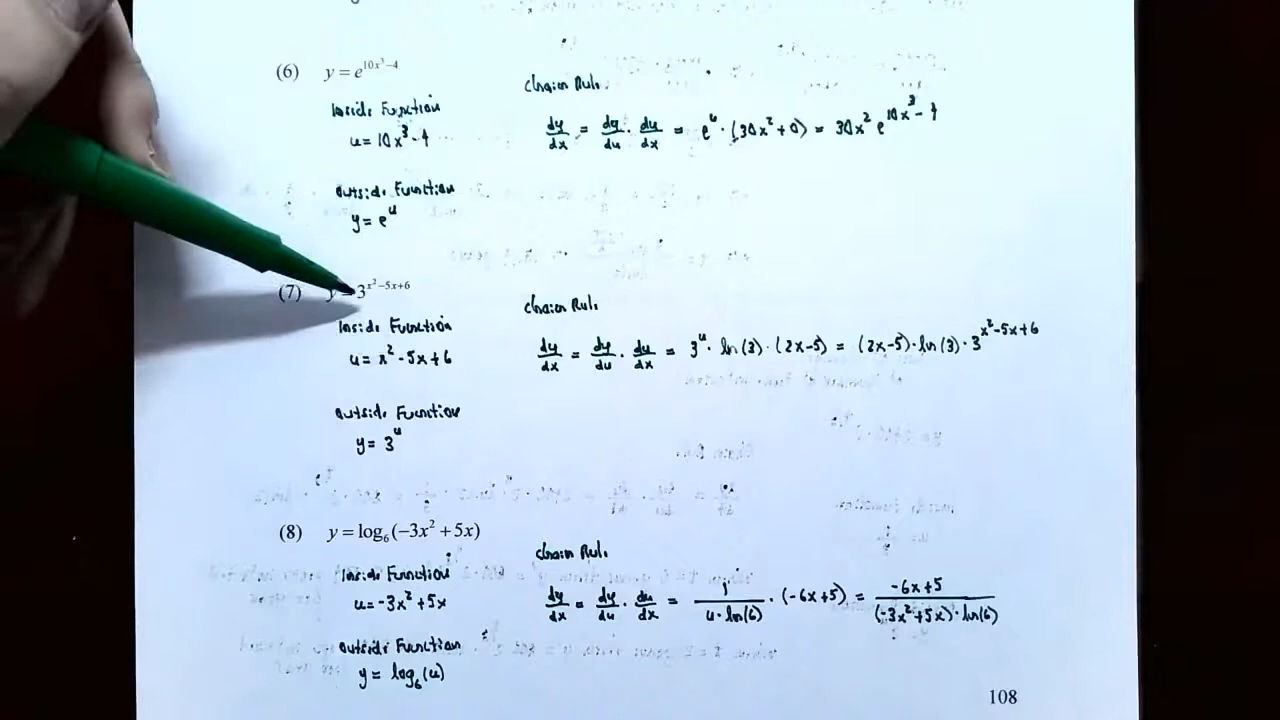 (6) y = e^{10x^3-4}
Chain Rule
Inside Function
u = 10x^3 - 4
dy/dx = dy/du · du/dx = e^u · (30x^2 + 0) = 30x^2 e^{10x^3 - 4}
Outside Function
y = e^u
(7) y = 3^{x^2-5x+6}
Chain Rule
Inside Function
u = x^2 - 5x + 6
dy/dx = dy/du · du/dx = 3^u · ln(3) · (2x-5) = (2x-5) · ln(3) · 3^{x^2-5x+6}
Outside Function
y = 3^u
(8) y = log_6(-3x^2 + 5x)
Chain Rule
Inside Function
u = -3x^2 + 5x
dy/dx = dy/du · du/dx = 1/(u · ln(6)) · (-6x+5) = (-6x+5)/((-3x^2+5x) · ln(6))
Outside Function
y = log_6(u)
108